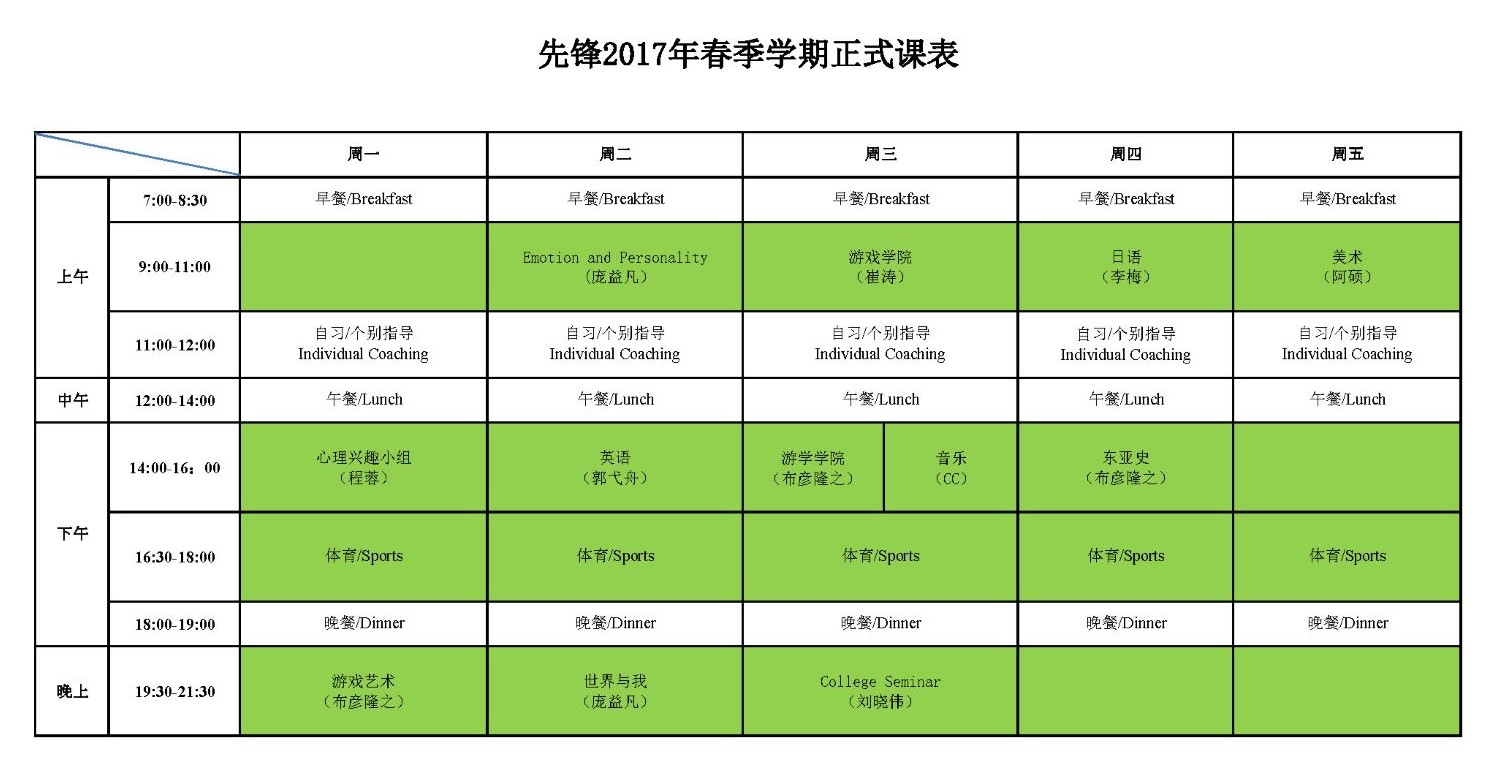 先锋2017年春季学期正式课表
周一 周二 周三 周四 周五
上午
7:00-8:30 早餐/Breakfast 早餐/Breakfast 早餐/Breakfast 早餐/Breakfast 早餐/Breakfast
9:00-11:00
Emotion and Personality 游戏学院 日语 美术
（庞益凡） （崔涛） （李梅） （阿硕）
11:00-12:00
自习/个别指导 自习/个别指导 自习/个别指导 自习/个别指导 自习/个别指导
Individual Coaching Individual Coaching Individual Coaching Individual Coaching Individual Coaching
中午 12:00-14:00 午餐/Lunch 午餐/Lunch 午餐/Lunch 午餐/Lunch 午餐/Lunch
下午
14:00-16：00
心理兴趣小组 英语 游学学院 音乐 东亚史
（程蓉） （郭弋舟） （布彦隆之） （CC） （布彦隆之）
16:30-18:00 体育/Sports 体育/Sports 体育/Sports 体育/Sports 体育/Sports
18:00-19:00 晚餐/Dinner 晚餐/Dinner 晚餐/Dinner 晚餐/Dinner 晚餐/Dinner
晚上 19:30-21:30
游戏艺术 世界与我 College Seminar
（布彦隆之） （庞益凡） （刘晓伟）